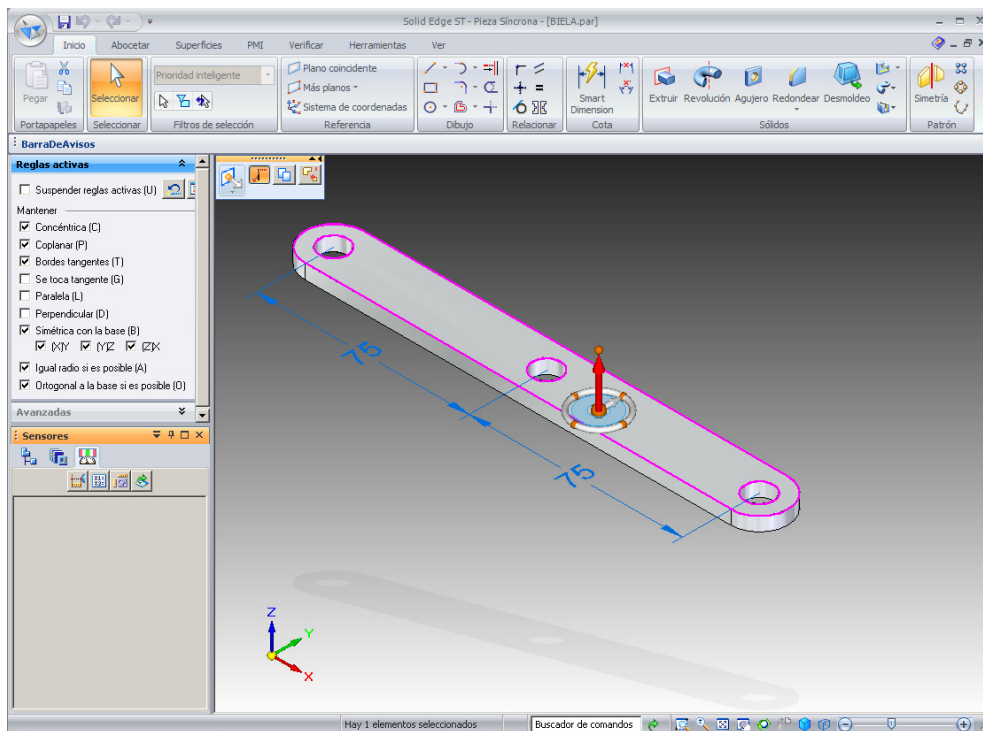 Solid Edge ST - Pieza Síncrona - [BIELA.par]
Inicio Abocetar Superficies PMI Verificar Herramientas Ver
Pegar
Portapapeles
Seleccionar
Seleccionar
Prioridad inteligente
Filtros de selección
Plano coincidente
Más planos
Sistema de coordenadas
Referencia
Dibujo
Relacionar
Smart Dimension
Cota
Extruir Revolución Agujero Redondear Desmoldeo
Sólidos
Simetría
Patrón
BarraDeAvisos
Reglas activas
Suspender reglas activas (U)
Mantener
Concéntrica (C)
Coplanar (P)
Bordes tangentes (T)
Se toca tangente (G)
Paralela (L)
Perpendicular (D)
Simétrica con la base (B)
(X)Y (Y)Z (Z)X
Igual radio si es posible (A)
Ortogonal a la base si es posible (O)
Avanzadas
Sensores
75
75
Z
Y
X
Hay 1 elementos seleccionados
Buscador de comandos